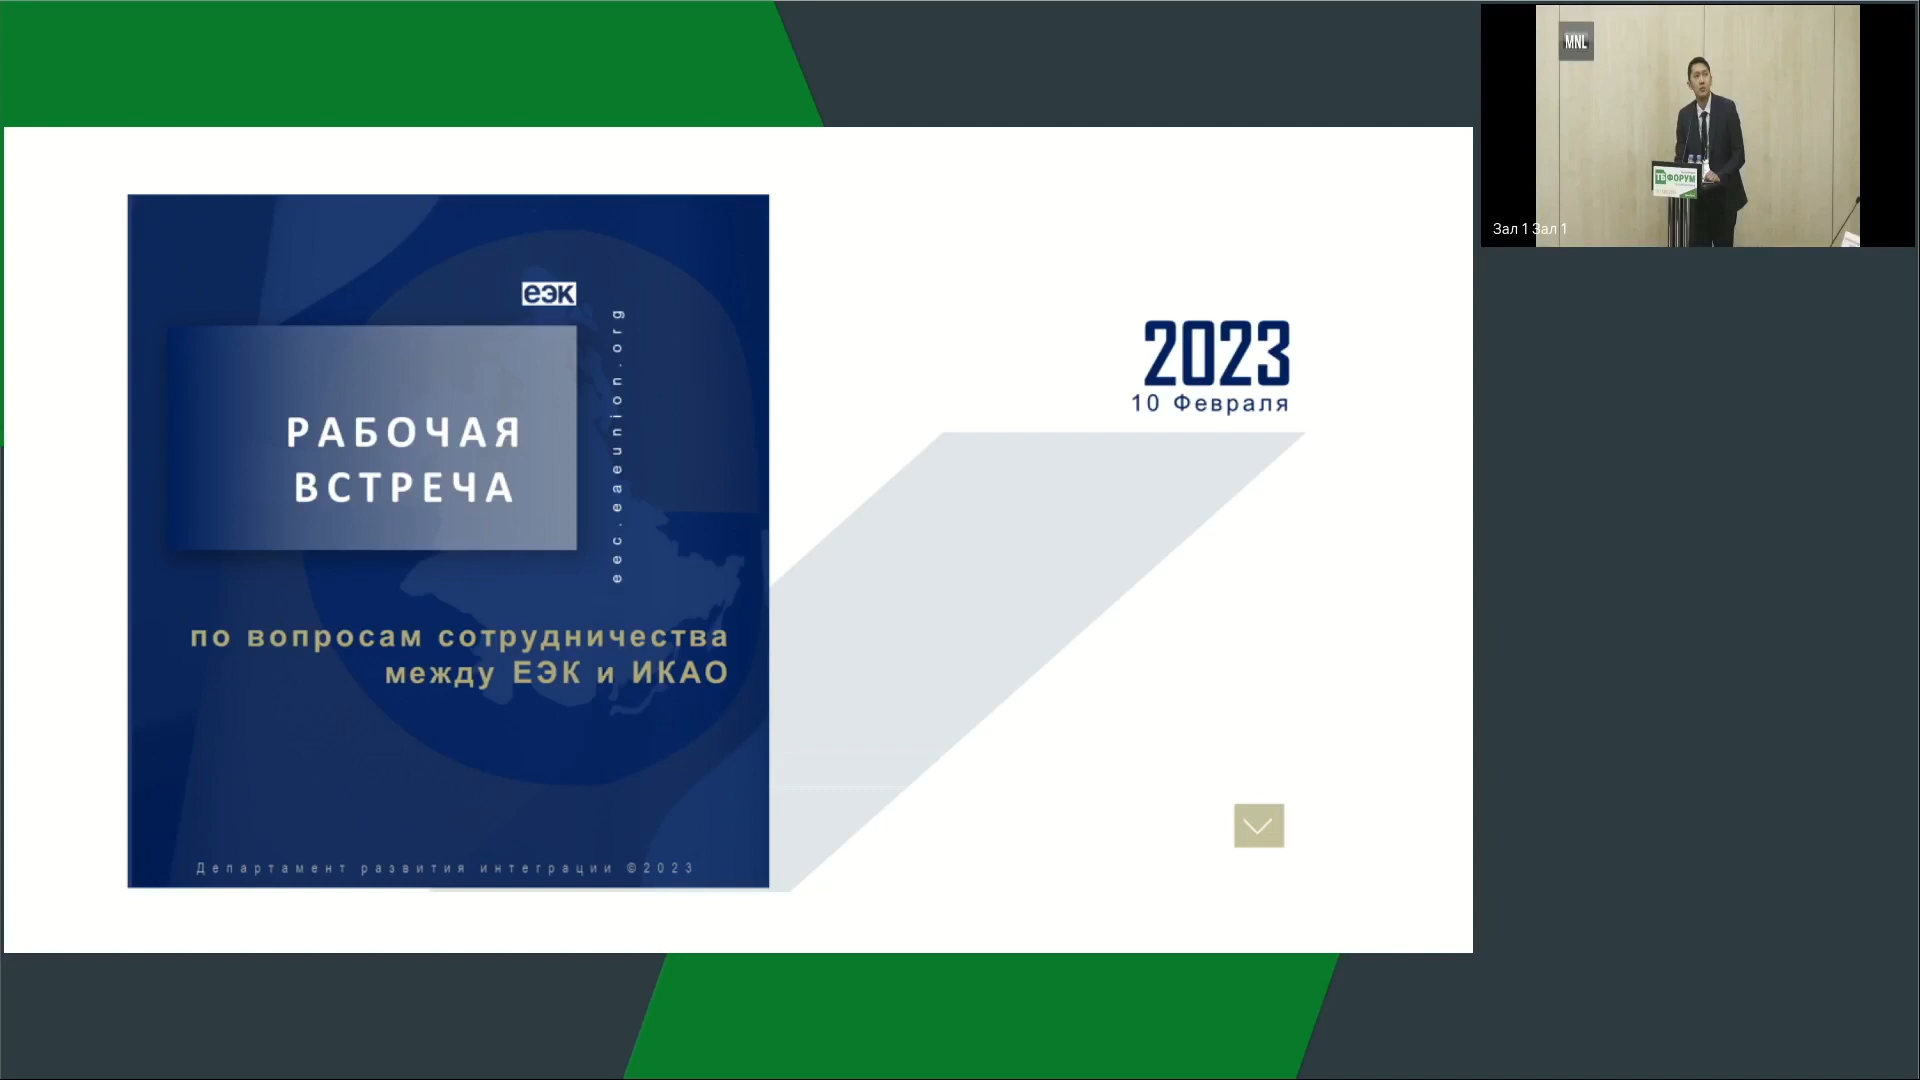 еэк
РАБОЧАЯ
ВСТРЕЧА
eec.eaeunion.org
по вопросам сотрудничества
между ЕЭК и ИКАО
Департамент развития интеграции ©2023
2023
10 Февраля
MNL
ТБ ФОРУМ
Зал 1 Зал 1